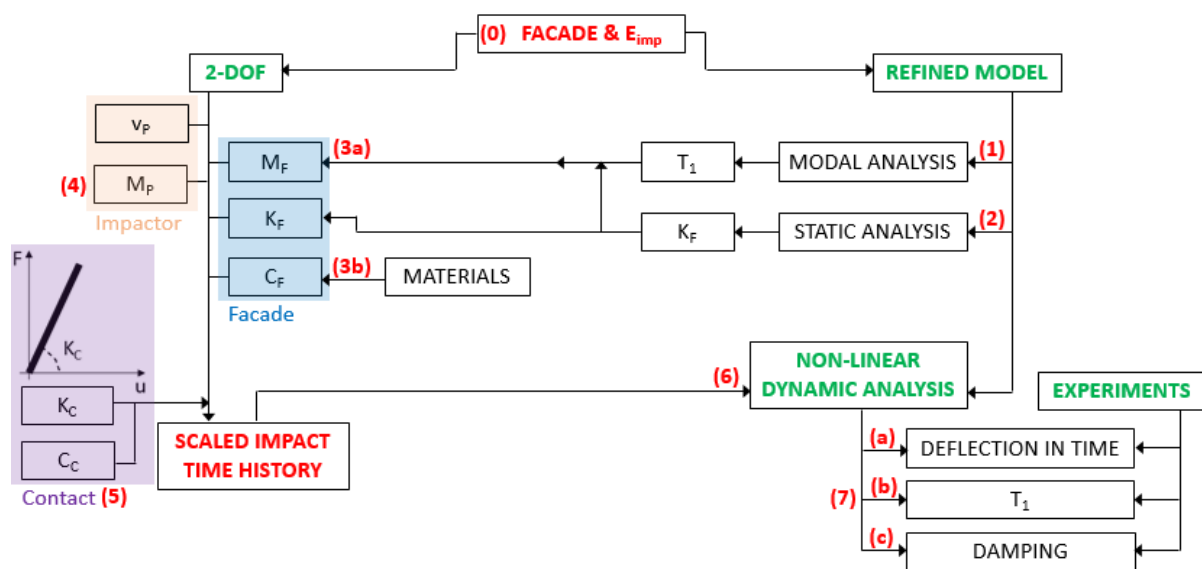 (0) FACADE & E_imp
2-DOF
REFINED MODEL
v_P
(4) M_P
Impactor
M_F
(3a)
T_1
MODAL ANALYSIS
(1)
K_F
K_F
STATIC ANALYSIS
(2)
C_F
(3b)
MATERIALS
Facade
F
K_C
u
K_C
C_C
Contact (5)
SCALED IMPACT
TIME HISTORY
(6)
NON-LINEAR
DYNAMIC ANALYSIS
EXPERIMENTS
(7)
(a)
DEFLECTION IN TIME
(b)
T_1
(c)
DAMPING